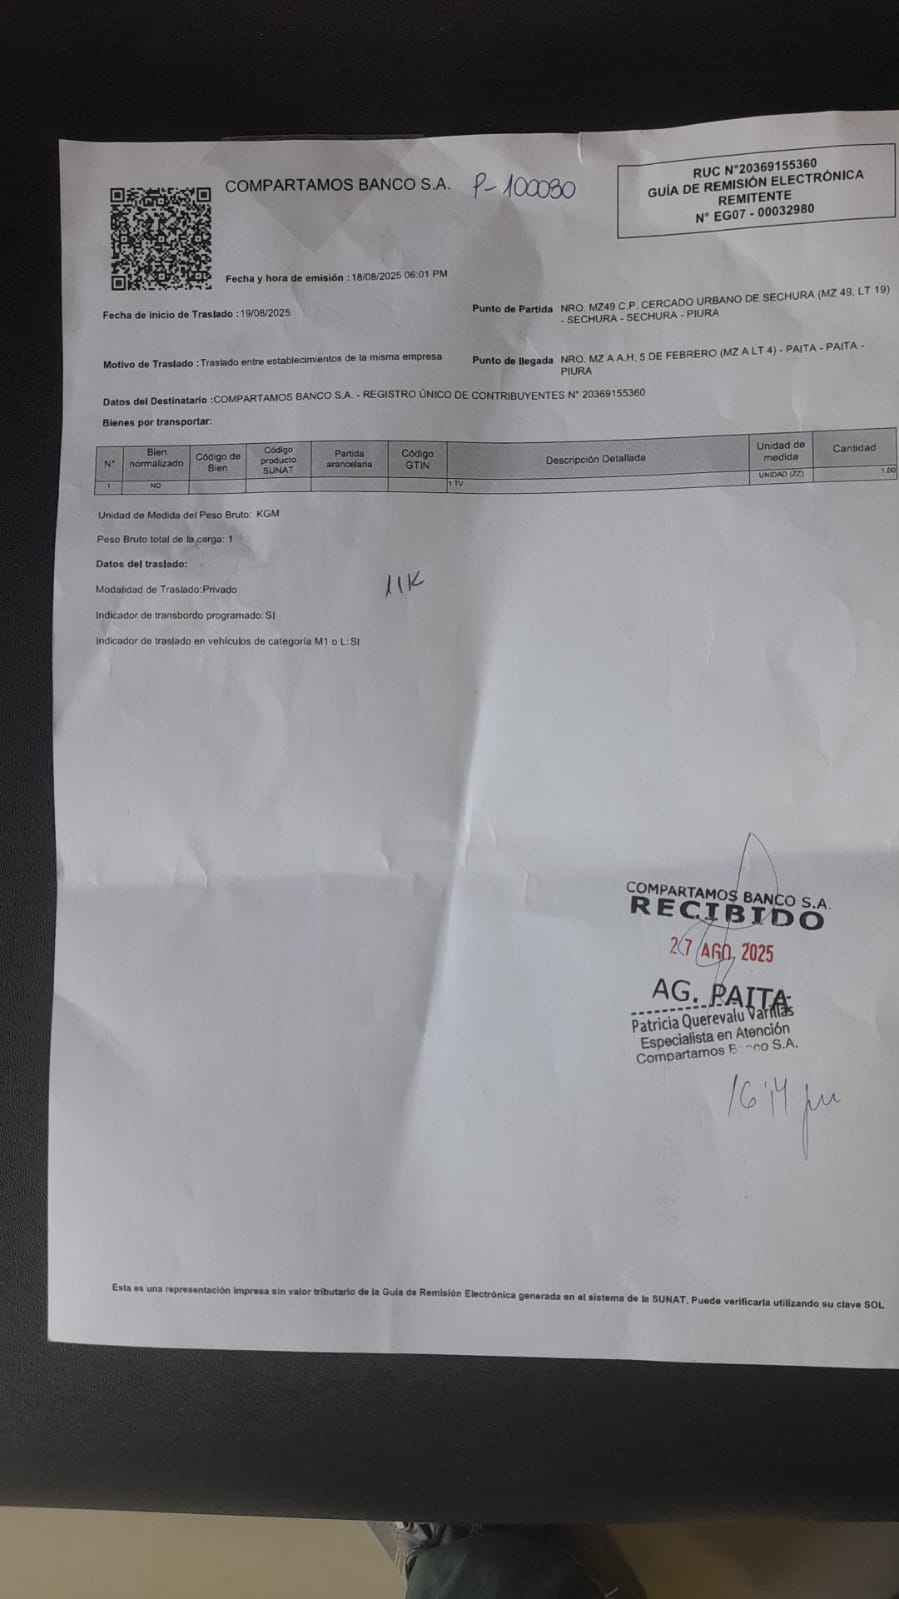 COMPARTAMOS BANCO S.A. P-100030
RUC N°20369155360
GUÍA DE REMISIÓN ELECTRÓNICA
REMITENTE
N° EG07 - 00032980
Fecha y hora de emisión : 18/08/2025 06:01 PM
Fecha de inicio de Traslado : 19/08/2025
Punto de Partida NRO. MZ49 C.P. CERCADO URBANO DE SECHURA (MZ 49, LT 19)
- SECHURA - SECHURA - PIURA
Motivo de Traslado : Traslado entre establecimientos de la misma empresa
Punto de llegada NRO. MZ A A.H. 5 DE FEBRERO (MZ A LT 4) - PAITA - PAITA -
PIURA
Datos del Destinatario :COMPARTAMOS BANCO S.A. - REGISTRO ÚNICO DE CONTRIBUYENTES N° 20369155360
Bienes por transportar:
N° Bien normalizado Código de Bien Código producto SUNAT Partida arancelaria Código GTIN Descripción Detallada Unidad de medida Cantidad
1 NO 1 TV UNIDAD (ZZ) 1.00
Unidad de Medida del Peso Bruto: KGM
Peso Bruto total de la carga: 1
Datos del traslado:
11K
Modalidad de Traslado:Privado
Indicador de transbordo programado:SI
Indicador de traslado en vehículos de categoría M1 o L:SI
COMPARTAMOS BANCO S.A.
RECIBIDO
27 AGO. 2025
AG. PAITA
Patricia Querevalu Varillas
Especialista en Atención
Compartamos Banco S.A.
16:14 pm
Esta es una representación impresa sin valor tributario de la Guía de Remisión Electrónica generada en el sistema de la SUNAT. Puede verificarla utilizando su clave SOL